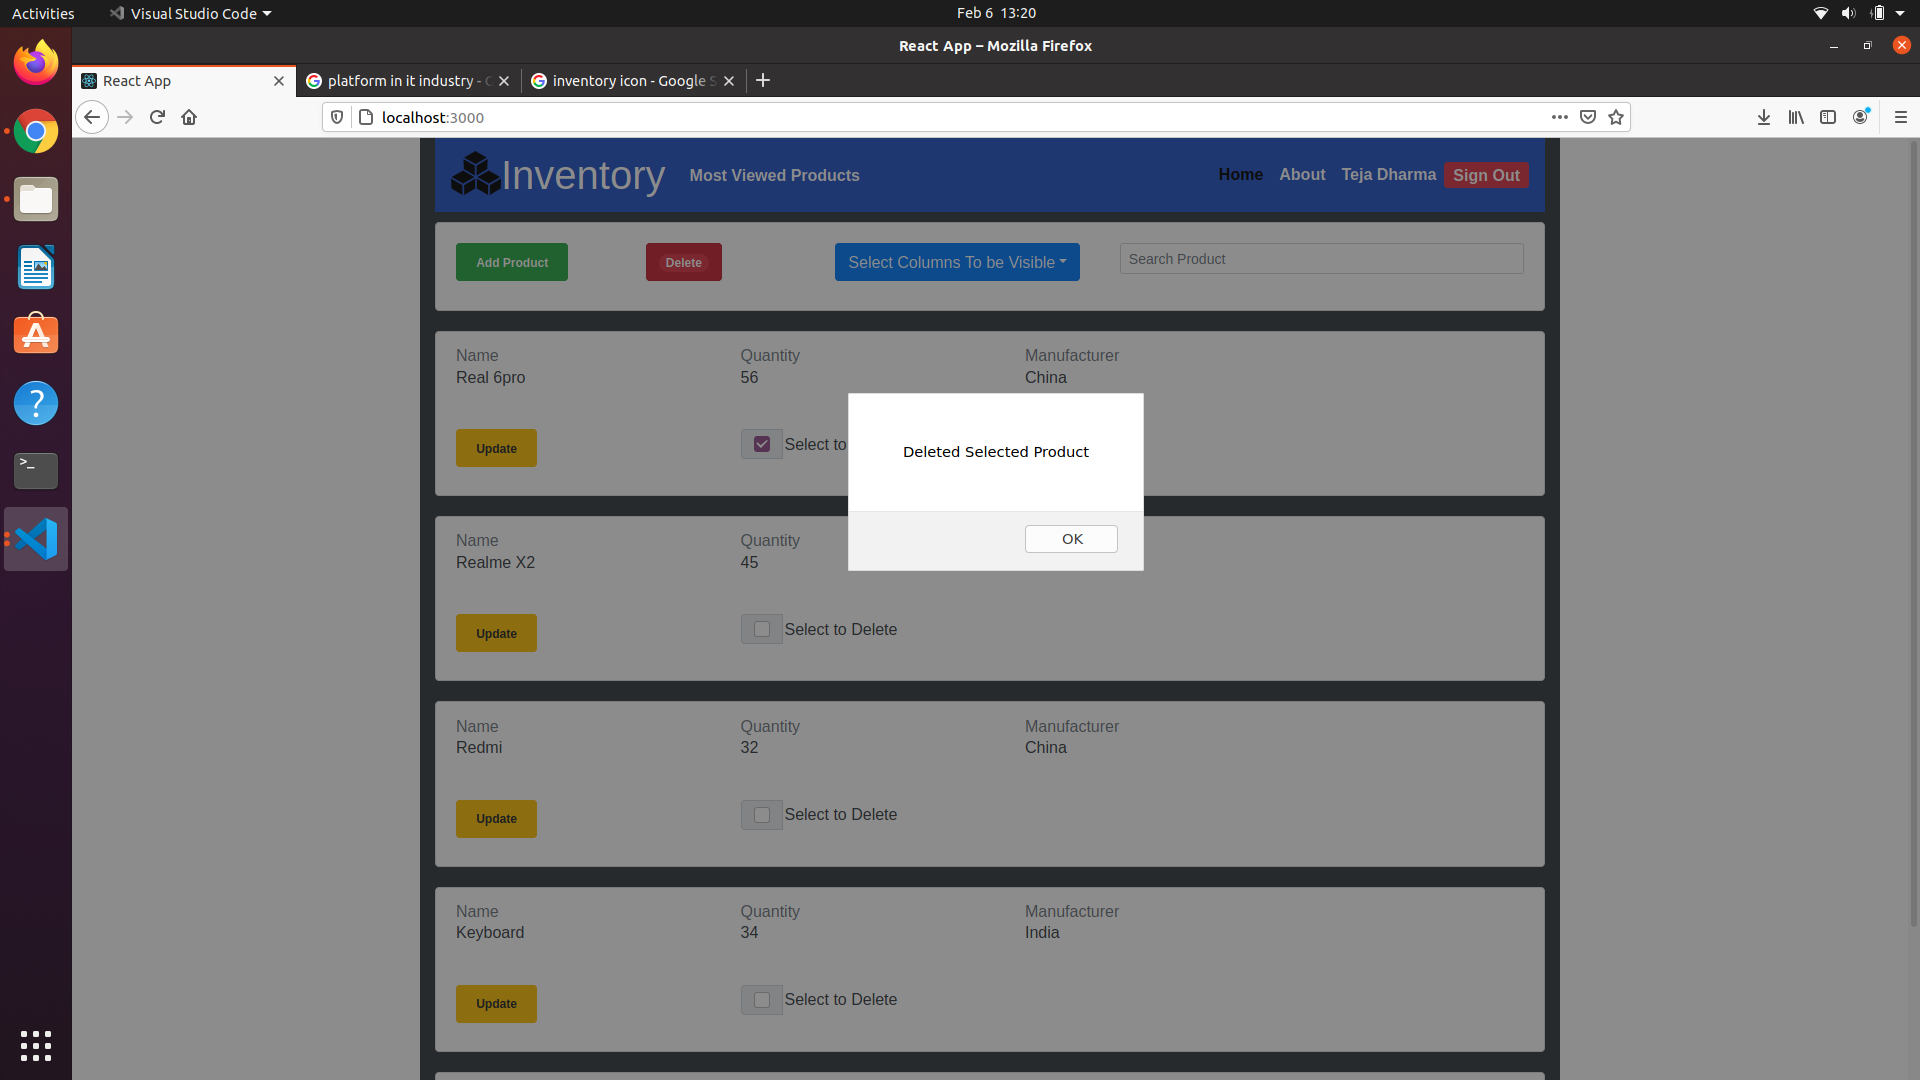 Activities
Visual Studio Code
Feb 6 13:20
React App – Mozilla Firefox
React App
platform in it industry -
inventory icon - Google
localhost:3000
Inventory
Most Viewed Products
Home
About
Teja Dharma
Sign Out
Add Product
Delete
Select Columns To be Visible
Search Product
Name
Quantity
Manufacturer
Real 6pro
56
China
Update
Select to
Deleted Selected Product
OK
Name
Quantity
Realme X2
45
Update
Select to Delete
Name
Quantity
Manufacturer
Redmi
32
China
Update
Select to Delete
Name
Quantity
Manufacturer
Keyboard
34
India
Update
Select to Delete